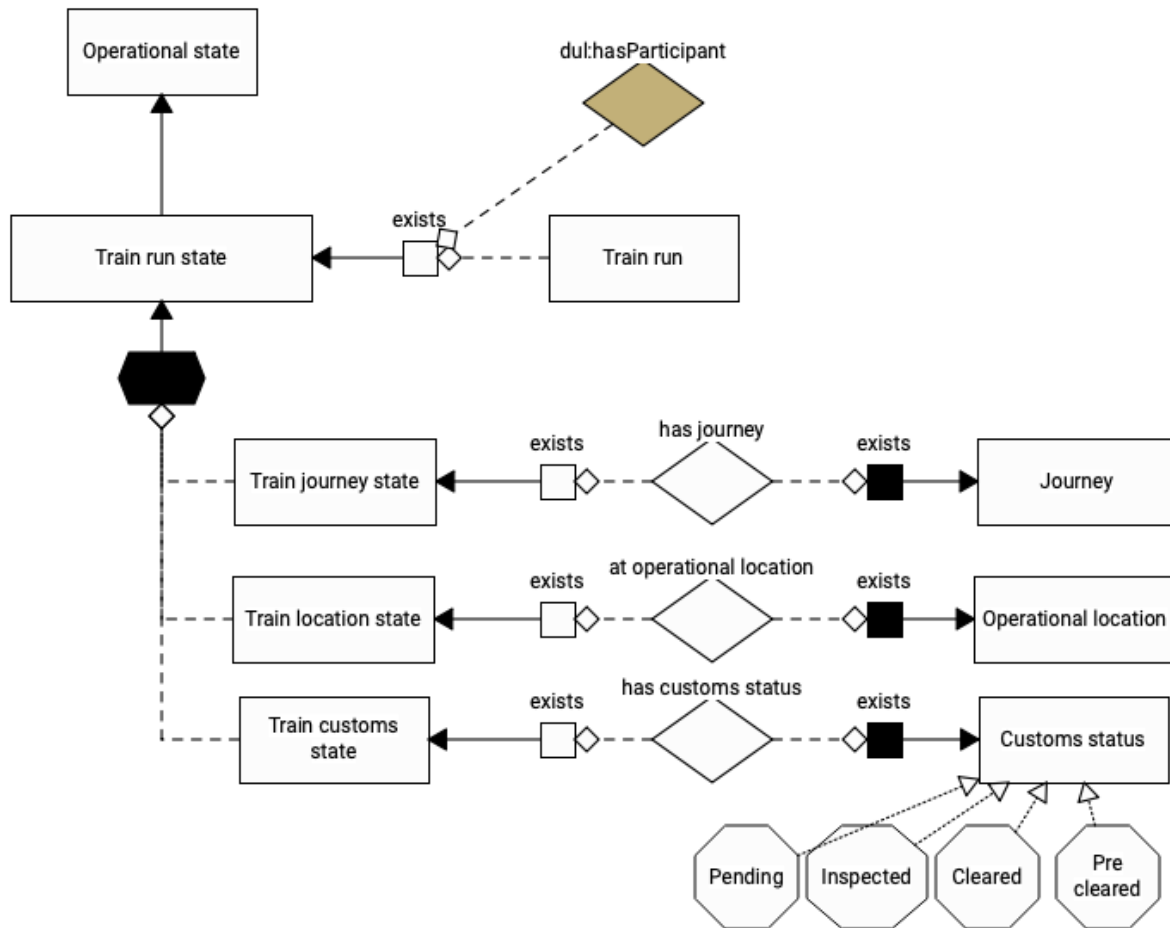 Operational state
dul:hasParticipant
exists
Train run state
Train run
has journey
exists
exists
Train journey state
Journey
at operational location
exists
exists
Train location state
Operational location
has customs status
exists
exists
Train customs
state
Customs status
Pending
Inspected
Cleared
Pre
cleared